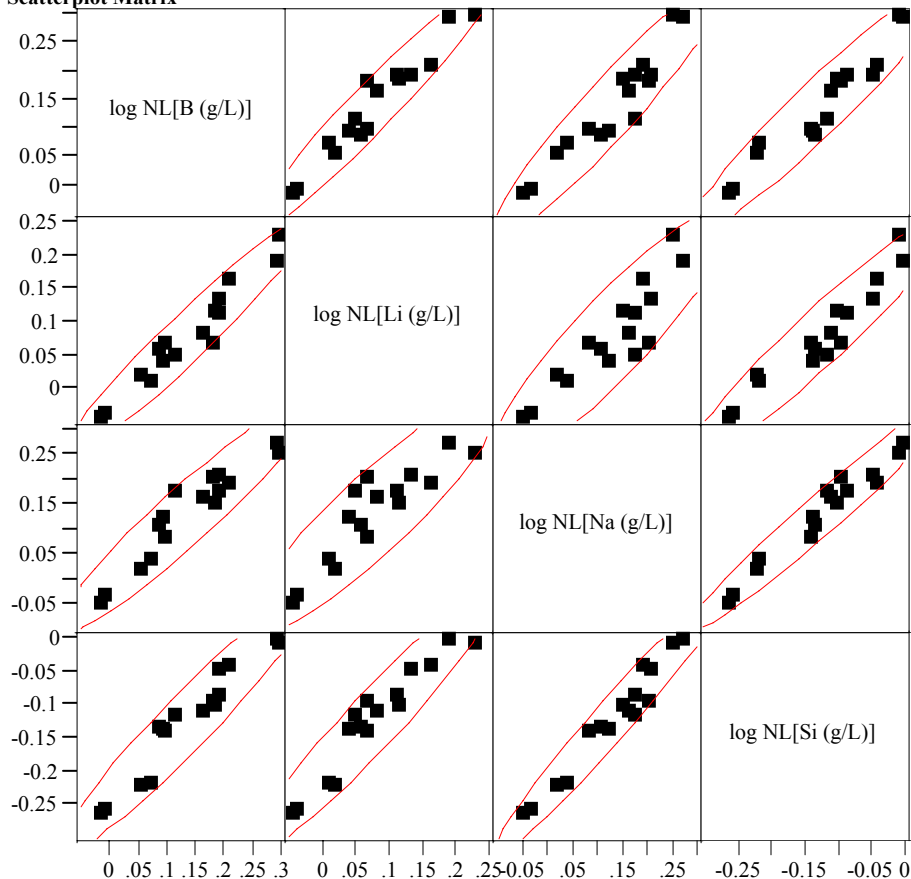 Scatterplot Matrix
0.25
0.15
0.05
0
log NL[B (g/L)]
0.25
0.2
0.15
0.1
0.05
0
log NL[Li (g/L)]
0.25
0.15
0.05
-0.05
log NL[Na (g/L)]
0
-0.05
-0.1
-0.15
-0.2
-0.25
log NL[Si (g/L)]
0 .05 .1 .15 .2 .25 .3
0 .05 .1 .15 .2 .25
-0.05 .05 .15 .25
-0.25 -0.15 -0.05 0